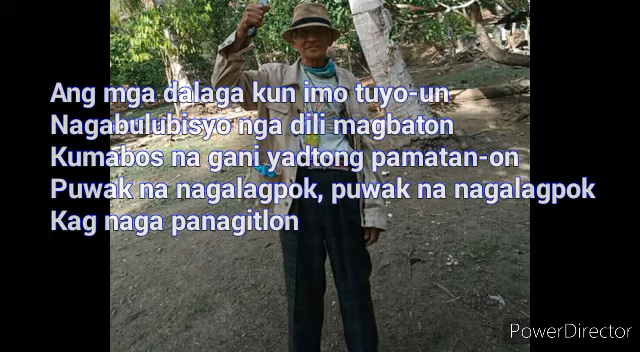 Ang mga dalaga kun imo tuyo-un
Nagabulubisyo nga dili magbaton
Kumabos na gani yadtong pamatan-on
Puwak na nagalagpok, puwak na nagalagpok
Kag naga panagitlon
PowerDirector